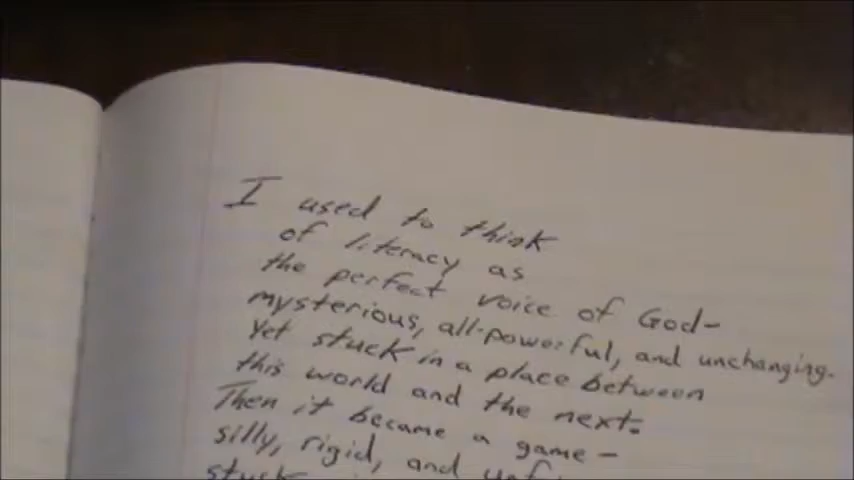 I used to think
of literacy as
the perfect voice of God-
mysterious, all-powerful, and unchanging.
Yet stuck in a place between
this world and the next.
Then it became a game -
silly, rigid, and
stuck